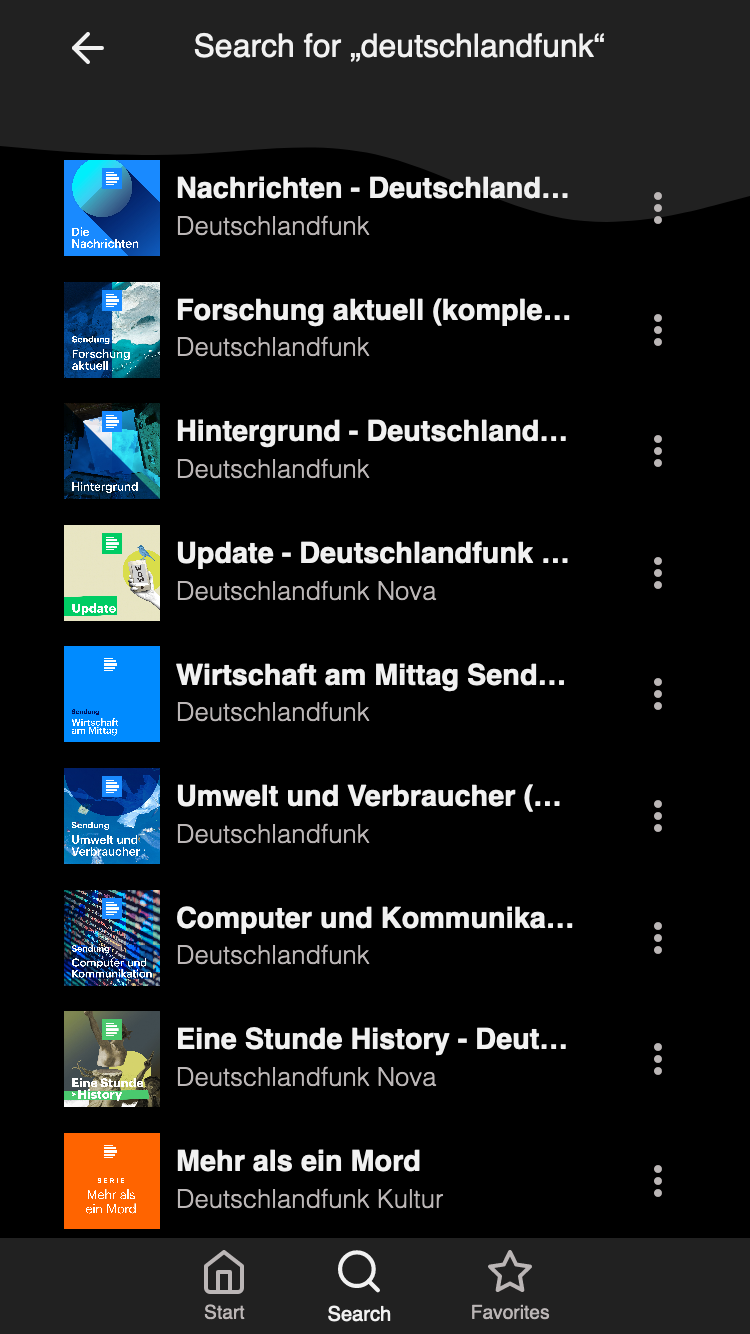 Search for „deutschlandfunk“
Die
Nachrichten
Nachrichten - Deutschland...
Deutschlandfunk
Sendung
Forschung
aktuell
Forschung aktuell (komple...
Deutschlandfunk
Hintergrund
Hintergrund - Deutschland...
Deutschlandfunk
Update
Update - Deutschlandfunk ...
Deutschlandfunk Nova
Sendung
Wirtschaft
am Mittag
Wirtschaft am Mittag Send...
Deutschlandfunk
Sendung
Umwelt und
Verbraucher
Umwelt und Verbraucher (...
Deutschlandfunk
Sendung
Computer und
Kommunikation
Computer und Kommunika...
Deutschlandfunk
Eine Stunde
History
Eine Stunde History - Deut...
Deutschlandfunk Nova
SERIE
Mehr als
ein Mord
Mehr als ein Mord
Deutschlandfunk Kultur
Start
Search
Favorites